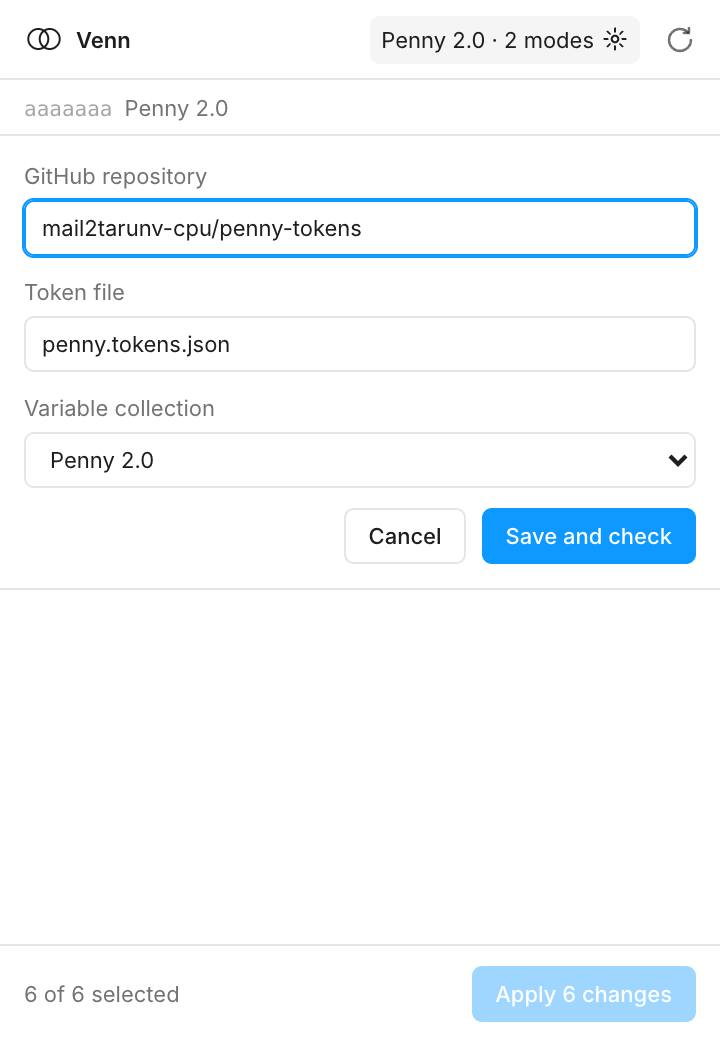 Venn
Penny 2.0 · 2 modes
aaaaaaa Penny 2.0
GitHub repository
mail2tarunv-cpu/penny-tokens
Token file
penny.tokens.json
Variable collection
Penny 2.0
Cancel
Save and check
6 of 6 selected
Apply 6 changes